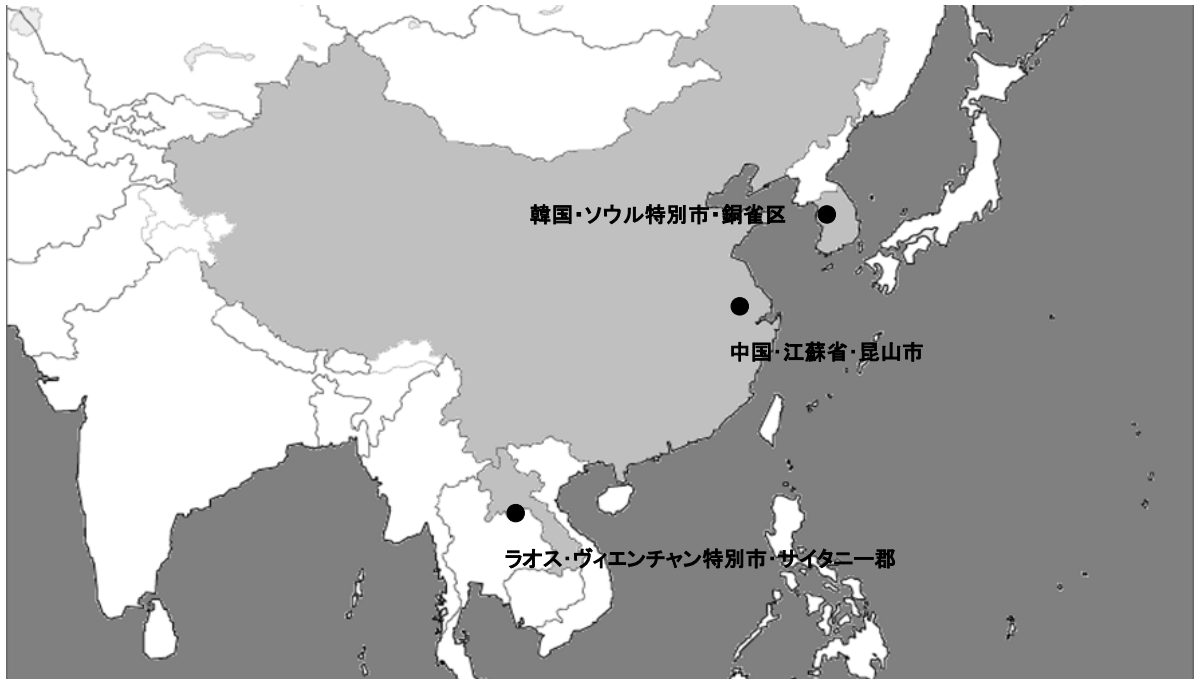 韓国・ソウル特別市・銅雀区
中国・江蘇省・昆山市
ラオス・ヴィエンチャン特別市・サイタニー郡